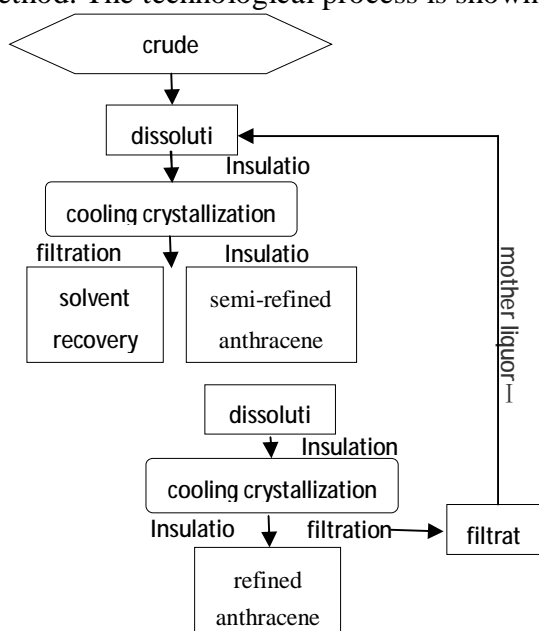 ethod. The technological process is shown
crude
dissoluti
Insulatio
cooling crystallization
filtration Insulatio
solvent
recovery
semi-refined
anthracene
mother liquor I
dissoluti
Insulation
cooling crystallization
Insulatio filtration
filtrat
refined
anthracene